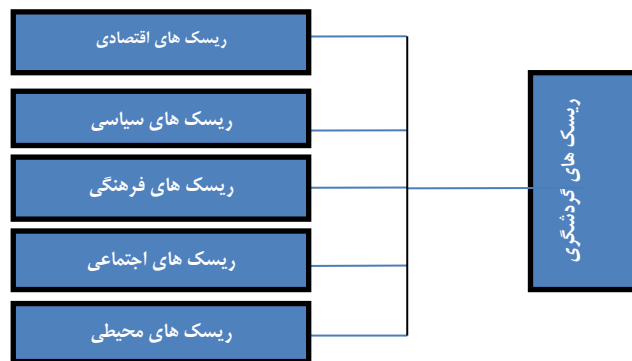 ریسک های گردشگری
ریسک های اقتصادی
ریسک های سیاسی
ریسک های فرهنگی
ریسک های اجتماعی
ریسک های محیطی